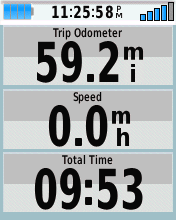 11:25:58 PM
Trip Odometer
59.2 mi
Speed
0.0 mh
Total Time
09:53